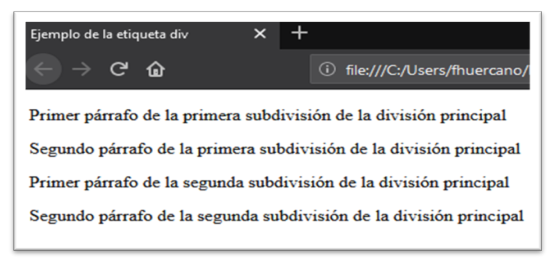 Ejemplo de la etiqueta div
file:///C:/Users/fhuercano/
Primer párrafo de la primera subdivisión de la división principal
Segundo párrafo de la primera subdivisión de la división principal
Primer párrafo de la segunda subdivisión de la división principal
Segundo párrafo de la segunda subdivisión de la división principal